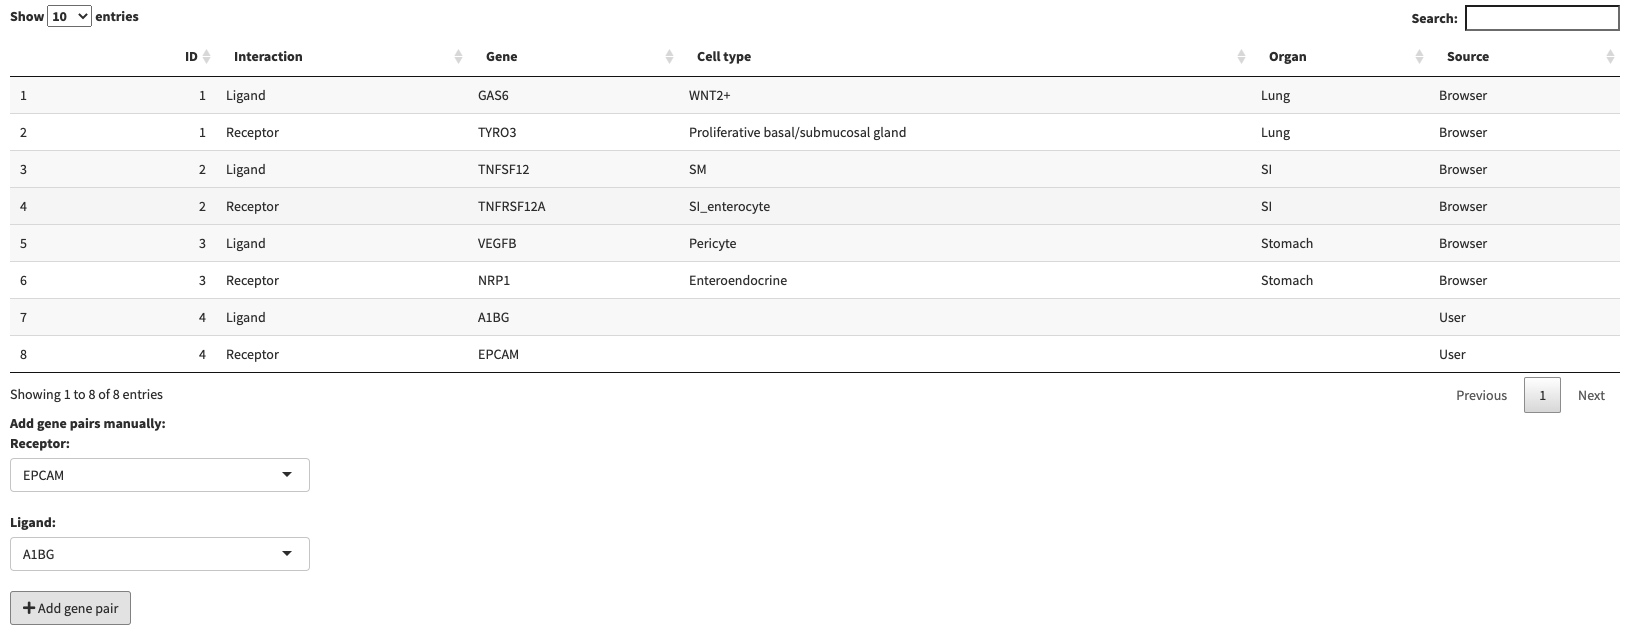 Show 10 entries Search:
ID Interaction Gene Cell type Organ Source
1 1 Ligand GAS6 WNT2+ Lung Browser
2 1 Receptor TYRO3 Proliferative basal/submucosal gland Lung Browser
3 2 Ligand TNFSF12 SM SI Browser
4 2 Receptor TNFRSF12A SI_enterocyte SI Browser
5 3 Ligand VEGFB Pericyte Stomach Browser
6 3 Receptor NRP1 Enteroendocrine Stomach Browser
7 4 Ligand A1BG User
8 4 Receptor EPCAM User
Showing 1 to 8 of 8 entries Previous 1 Next
Add gene pairs manually:
Receptor:
EPCAM
Ligand:
A1BG
+ Add gene pair